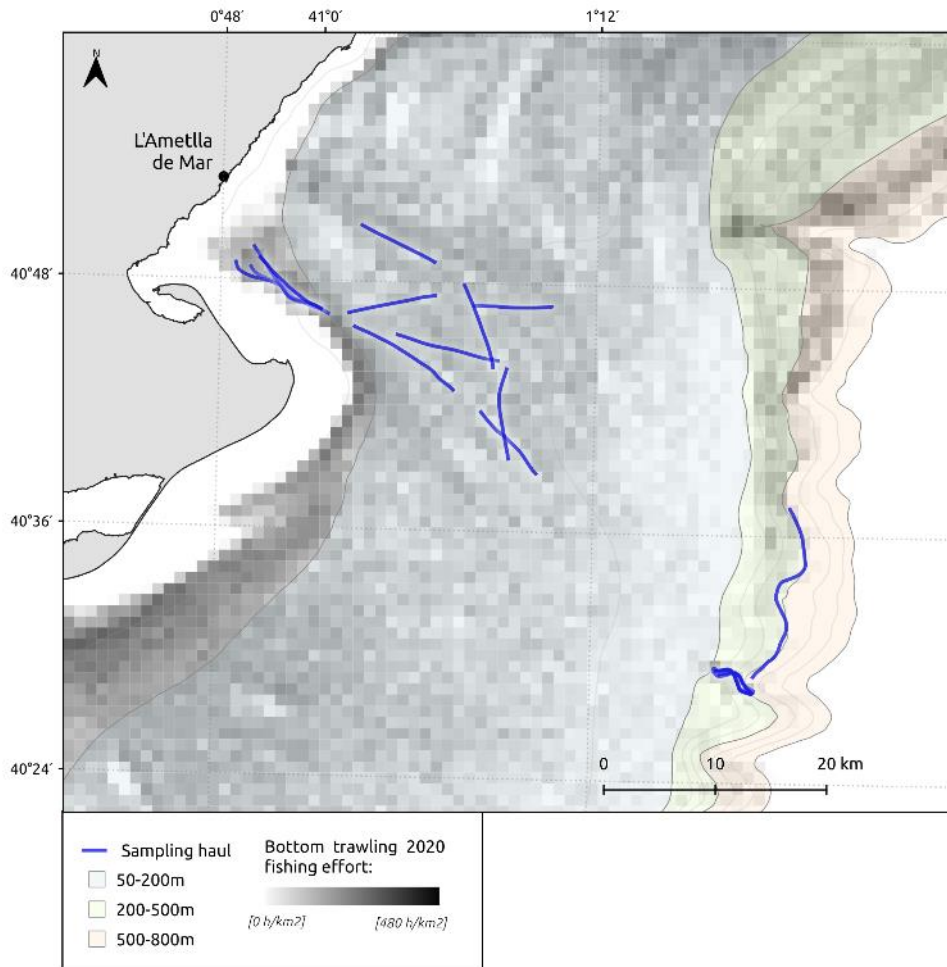 0°48′ 41°0′ 1°12′
N
L'Ametlla
de Mar
40°48′
40°36′
40°24′
0 10 20 km
Sampling haul
50-200m
200-500m
500-800m
Bottom trawling 2020
fishing effort:
[0 h/km2] [480 h/km2]